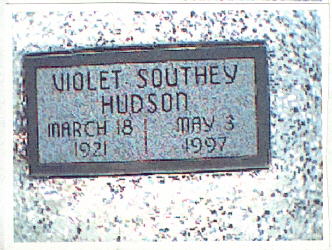 VIOLET SOUTHEY
HUDSON
MARCH 18 MAY 3
1921 1997